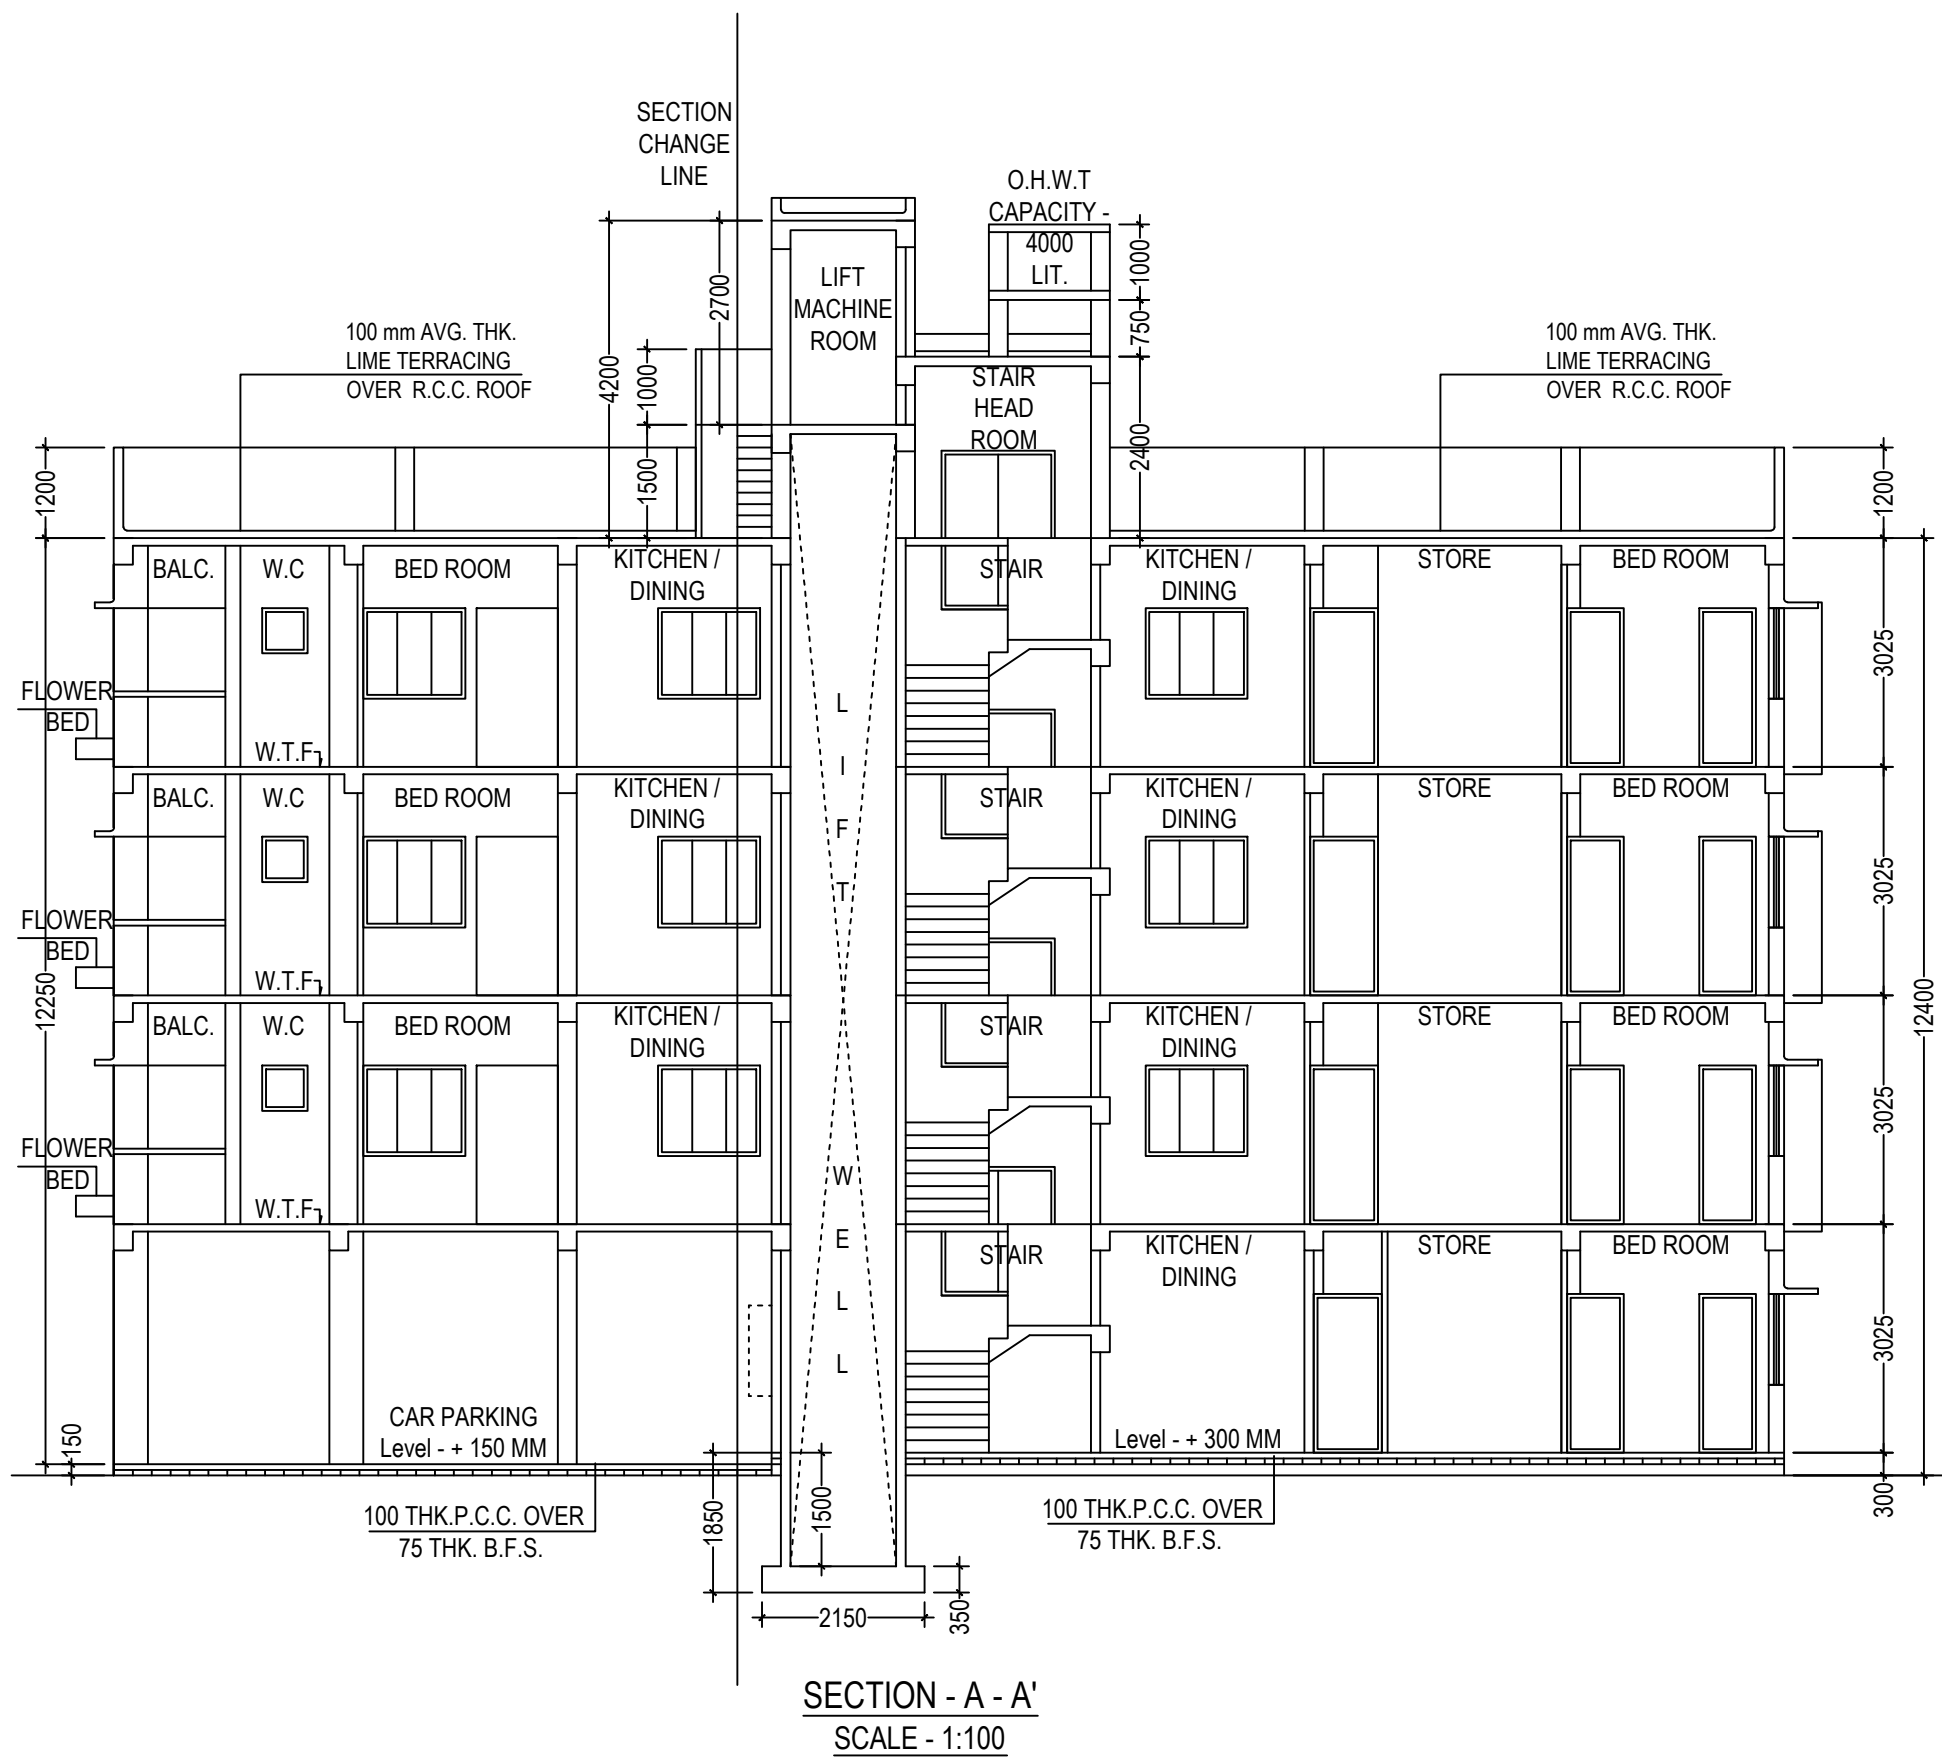 SECTION
CHANGE
LINE
O.H.W.T
CAPACITY -
4000
LIT.
1000
750
2400
LIFT
MACHINE
ROOM
2700
4200
1000
1500
100 mm AVG. THK.
LIME TERRACING
OVER R.C.C. ROOF
100 mm AVG. THK.
LIME TERRACING
OVER R.C.C. ROOF
STAIR
HEAD
ROOM
1200
1200
BALC.
W.C
BED ROOM
KITCHEN /
DINING
STAIR
KITCHEN /
DINING
STORE
BED ROOM
3025
FLOWER
BED
W.T.F
BALC.
W.C
BED ROOM
KITCHEN /
DINING
STAIR
KITCHEN /
DINING
STORE
BED ROOM
3025
FLOWER
BED
W.T.F
12250
12400
BALC.
W.C
BED ROOM
KITCHEN /
DINING
STAIR
KITCHEN /
DINING
STORE
BED ROOM
3025
FLOWER
BED
W.T.F
L
I
F
T
W
E
L
L
STAIR
KITCHEN /
DINING
STORE
BED ROOM
3025
CAR PARKING
Level - + 150 MM
Level - + 300 MM
150
300
100 THK.P.C.C. OVER
75 THK. B.F.S.
1850
1500
100 THK.P.C.C. OVER
75 THK. B.F.S.
2150
350
SECTION - A - A'
SCALE - 1:100